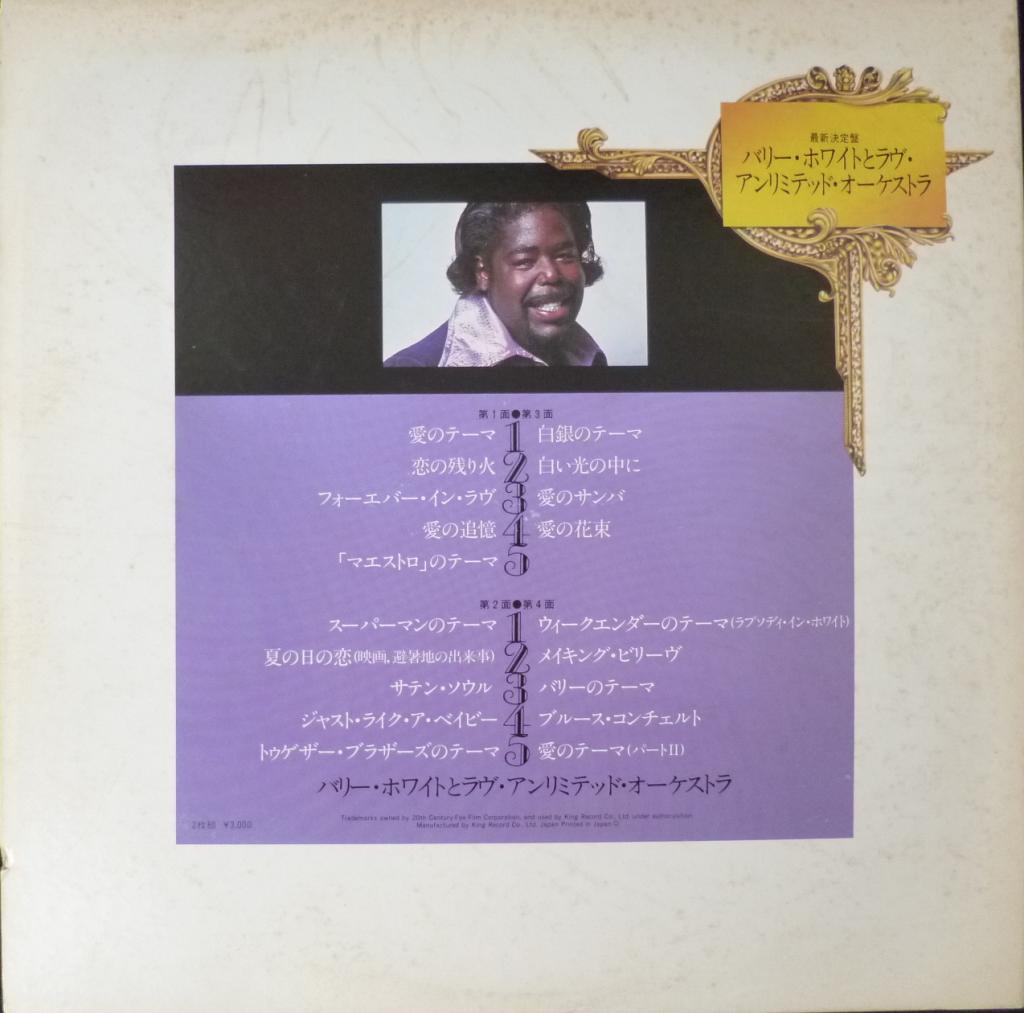 最新決定盤
バリー・ホワイトとラヴ・
アンリミテッド・オーケストラ
第1面●第3面
愛のテーマ 1 白銀のテーマ
恋の残り火 2 白い光の中に
フォーエバー・イン・ラヴ 3 愛のサンバ
愛の追憶 4 愛の花束
「マエストロ」のテーマ 5
第2面●第4面
スーパーマンのテーマ 1 ウィークエンダーのテーマ(ラプソディ・イン・ホワイト)
夏の日の恋(映画,避暑地の出来事) 2 メイキング・ビリーヴ
サテン・ソウル 3 バリーのテーマ
ジャスト・ライク・ア・ベイビー 4 ブルース・コンチェルト
トゥゲザー・ブラザーズのテーマ 5 愛のテーマ(パートII)
バリー・ホワイトとラヴ・アンリミテッド・オーケストラ
Trademarks owned by 20th Century-Fox Film Corporation, and used by King Record Co., Ltd. under authorization.
2枚組 ¥3,000 Manufactured by King Record Co., Ltd. Japan Printed in Japan